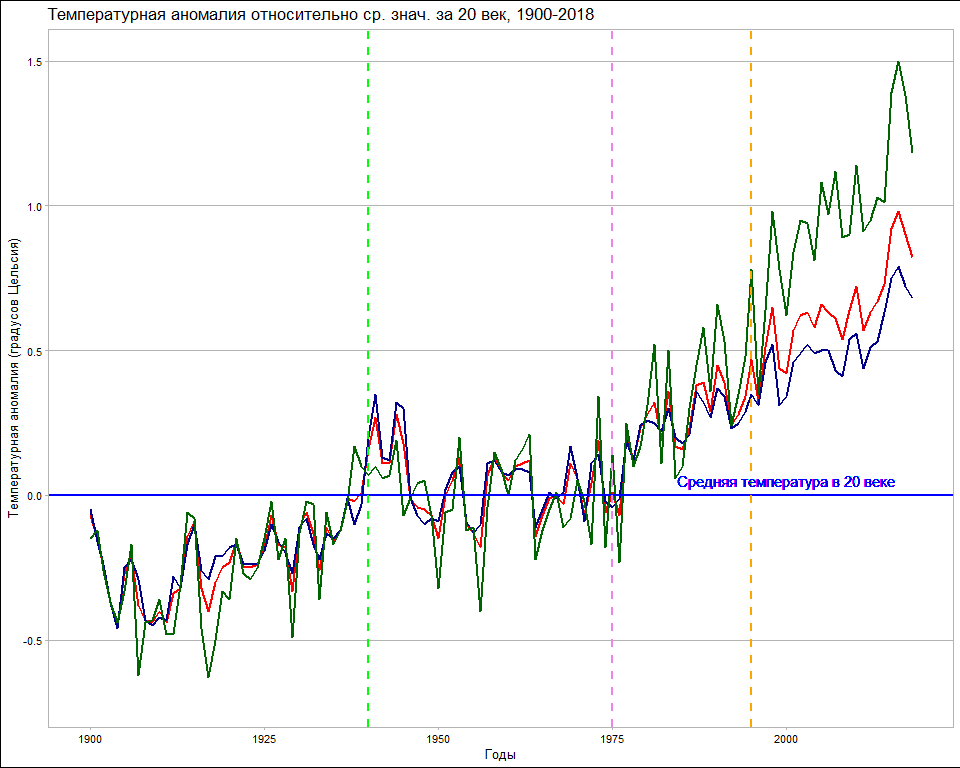 Температурная аномалия относительно ср. знач. за 20 век, 1900-2018
1.5
1.0
0.5
0.0
-0.5
Температурная аномалия (градусов Цельсия)
Средняя температура в 20 веке
1900 1925 1950 1975 2000
Годы